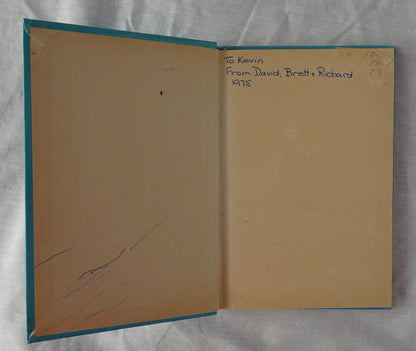 To Kevin
From David, Brett + Richard
1975